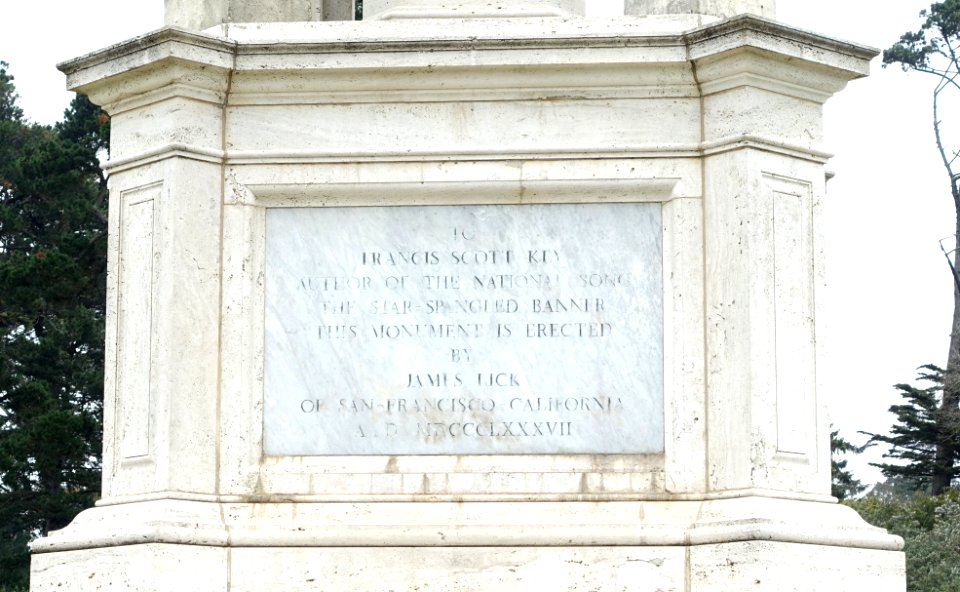 TO
FRANCIS SCOTT KEY
AUTHOR OF THE NATIONAL SONG
THE STAR-SPANGLED BANNER
THIS MONUMENT IS ERECTED
BY
JAMES LICK
OF SAN-FRANCISCO-CALIFORNIA
A D MDCCCLXXXVII